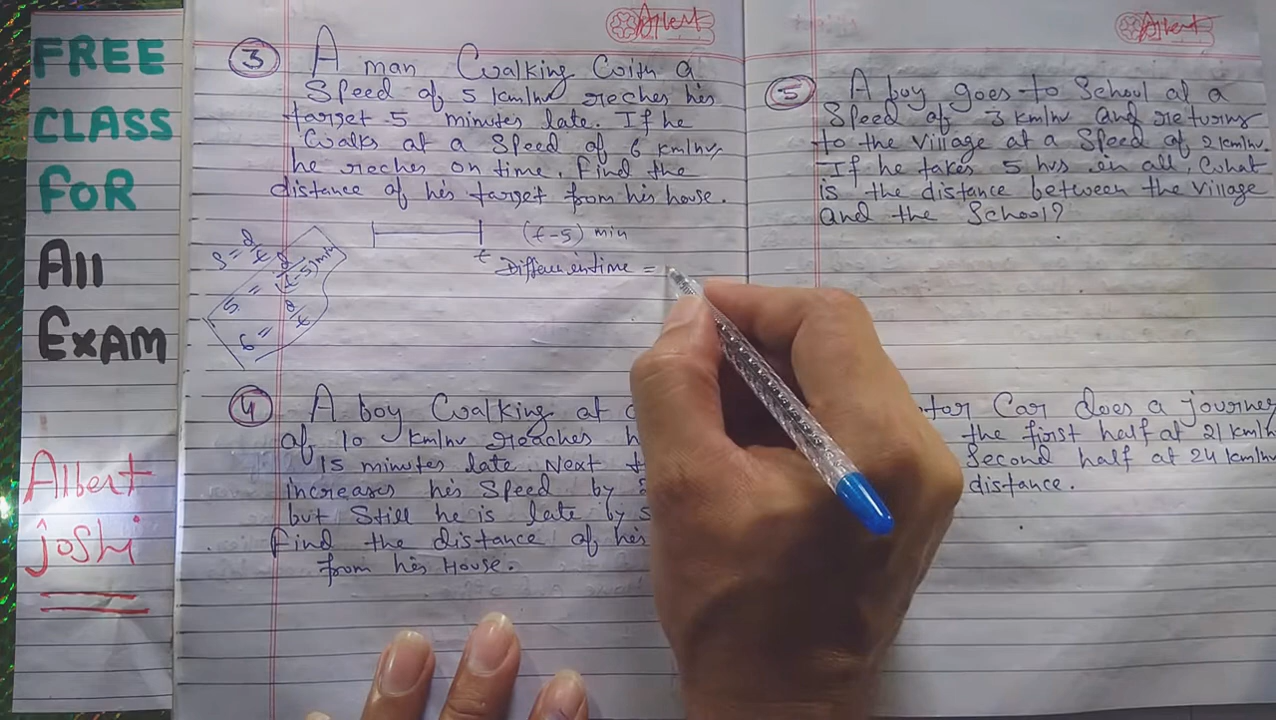 FREE
CLASS
FoR
All
ExAM
Albert
joShi
Albert
3 A man Walking With a
Speed of 5 km/hr reches his
target 5 minutes late. If he
Walks at a Speed of 6 km/hr,
he reches on time. Find the
distance of his target from his house.
t
(t-5) min
Different in time =
S = d/t
5 = d/(t-5) min
6 = d/t
4 A boy Walking at
of 10 km/hr reaches
15 minutes late. Next
increases his Speed by
but Still he is late by
Find the distance of his
from his House.
Albert
5 A boy goes to School at a
Speed of 3 km/hr and returns
to the Village at a Speed of 2 km/hr.
If he takes 5 hrs in all, What
is the distance between the Village
and the School?
Car does a journey
the first half at 21 km/h
Second half at 24 km/hr
distance.